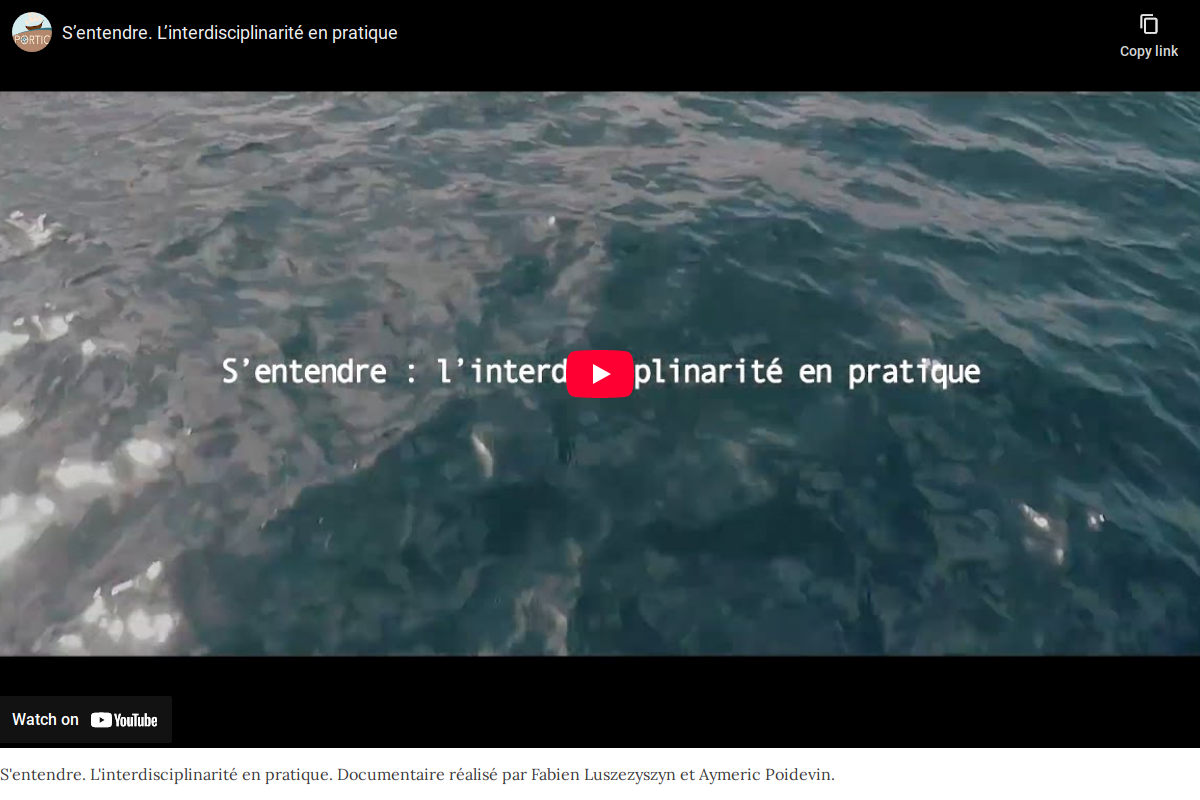 PORTIC
S’entendre. L’interdisciplinarité en pratique
Copy link
S’entendre : l’interd plinarité en pratique
Watch on YouTube
S'entendre. L'interdisciplinarité en pratique. Documentaire réalisé par Fabien Luszezyszyn et Aymeric Poidevin.